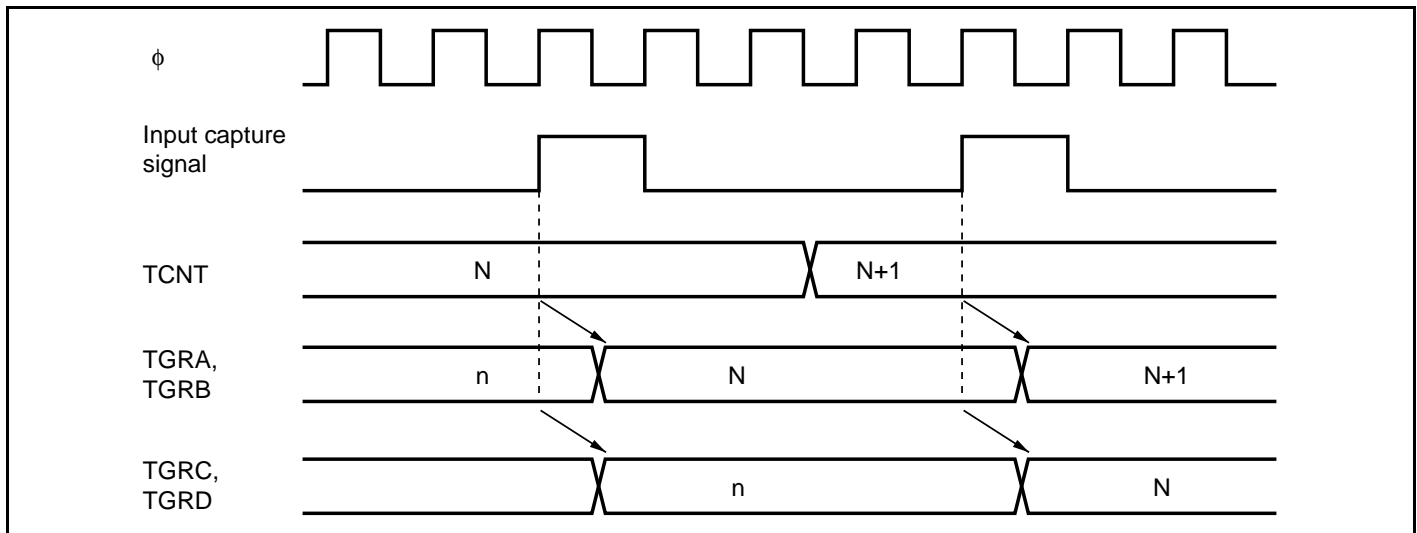 ϕ
Input capture
signal
TCNT
N
N+1
TGRA,
TGRB
n
N
N+1
TGRC,
TGRD
n
N